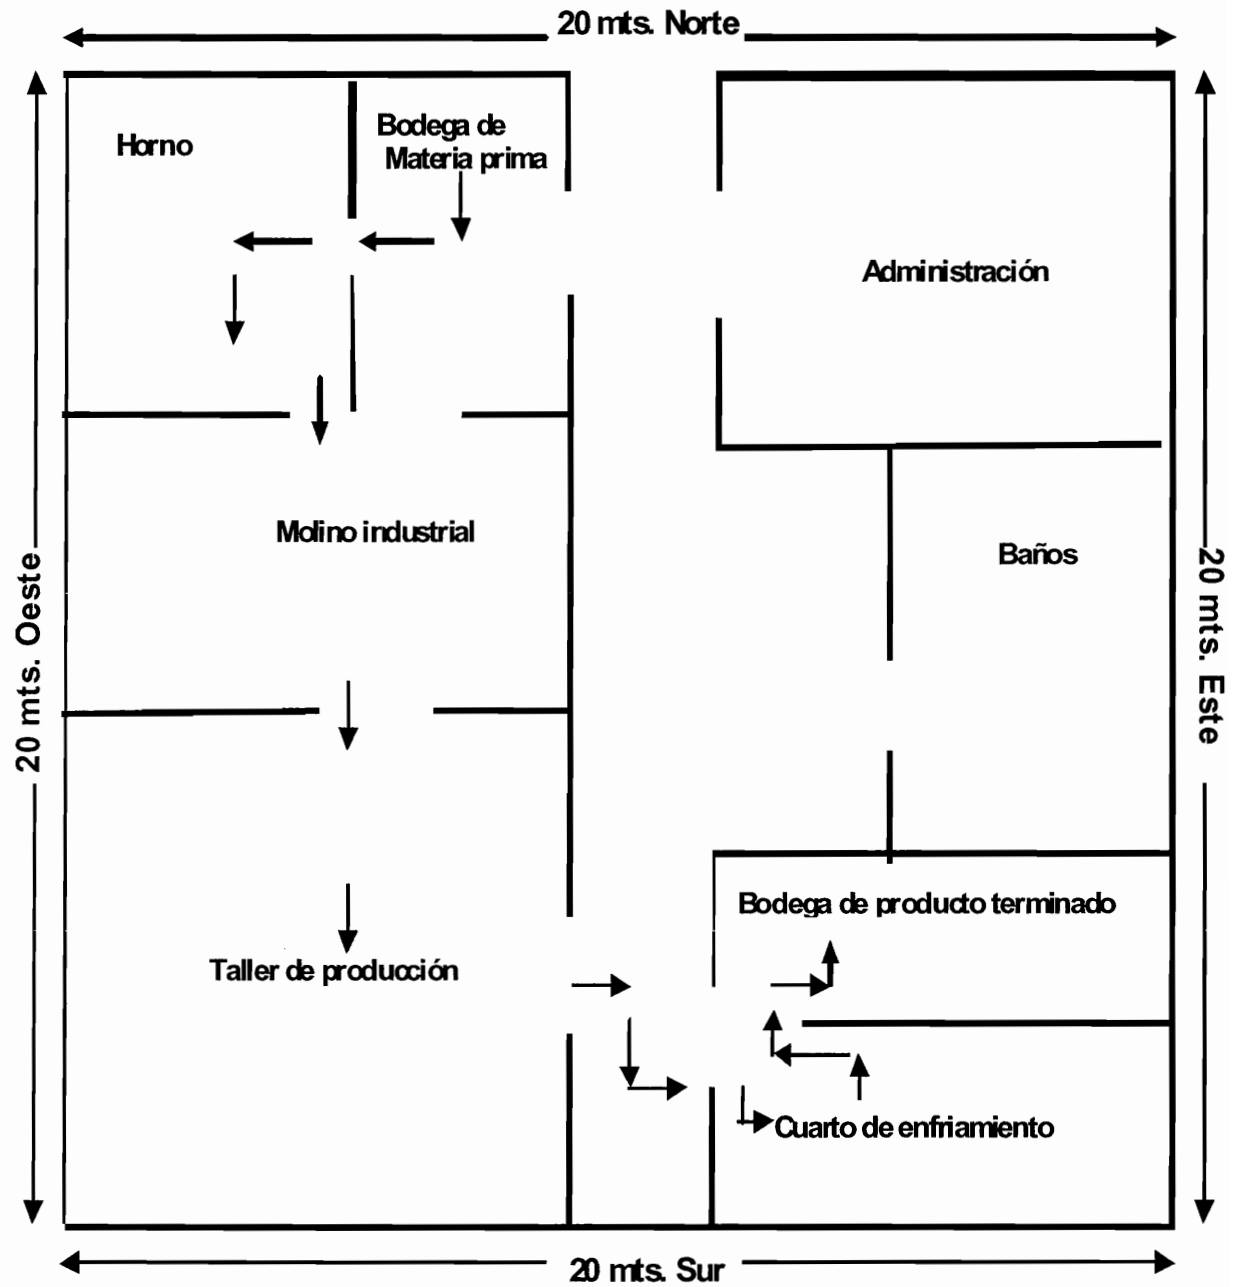 20 mts. Norte
Horno
Bodega de
Materia prima
Administración
Molino industrial
Baños
20 mts. Oeste
20 mts. Este
Bodega de producto terminado
Taller de producción
Cuarto de enfriamiento
20 mts. Sur